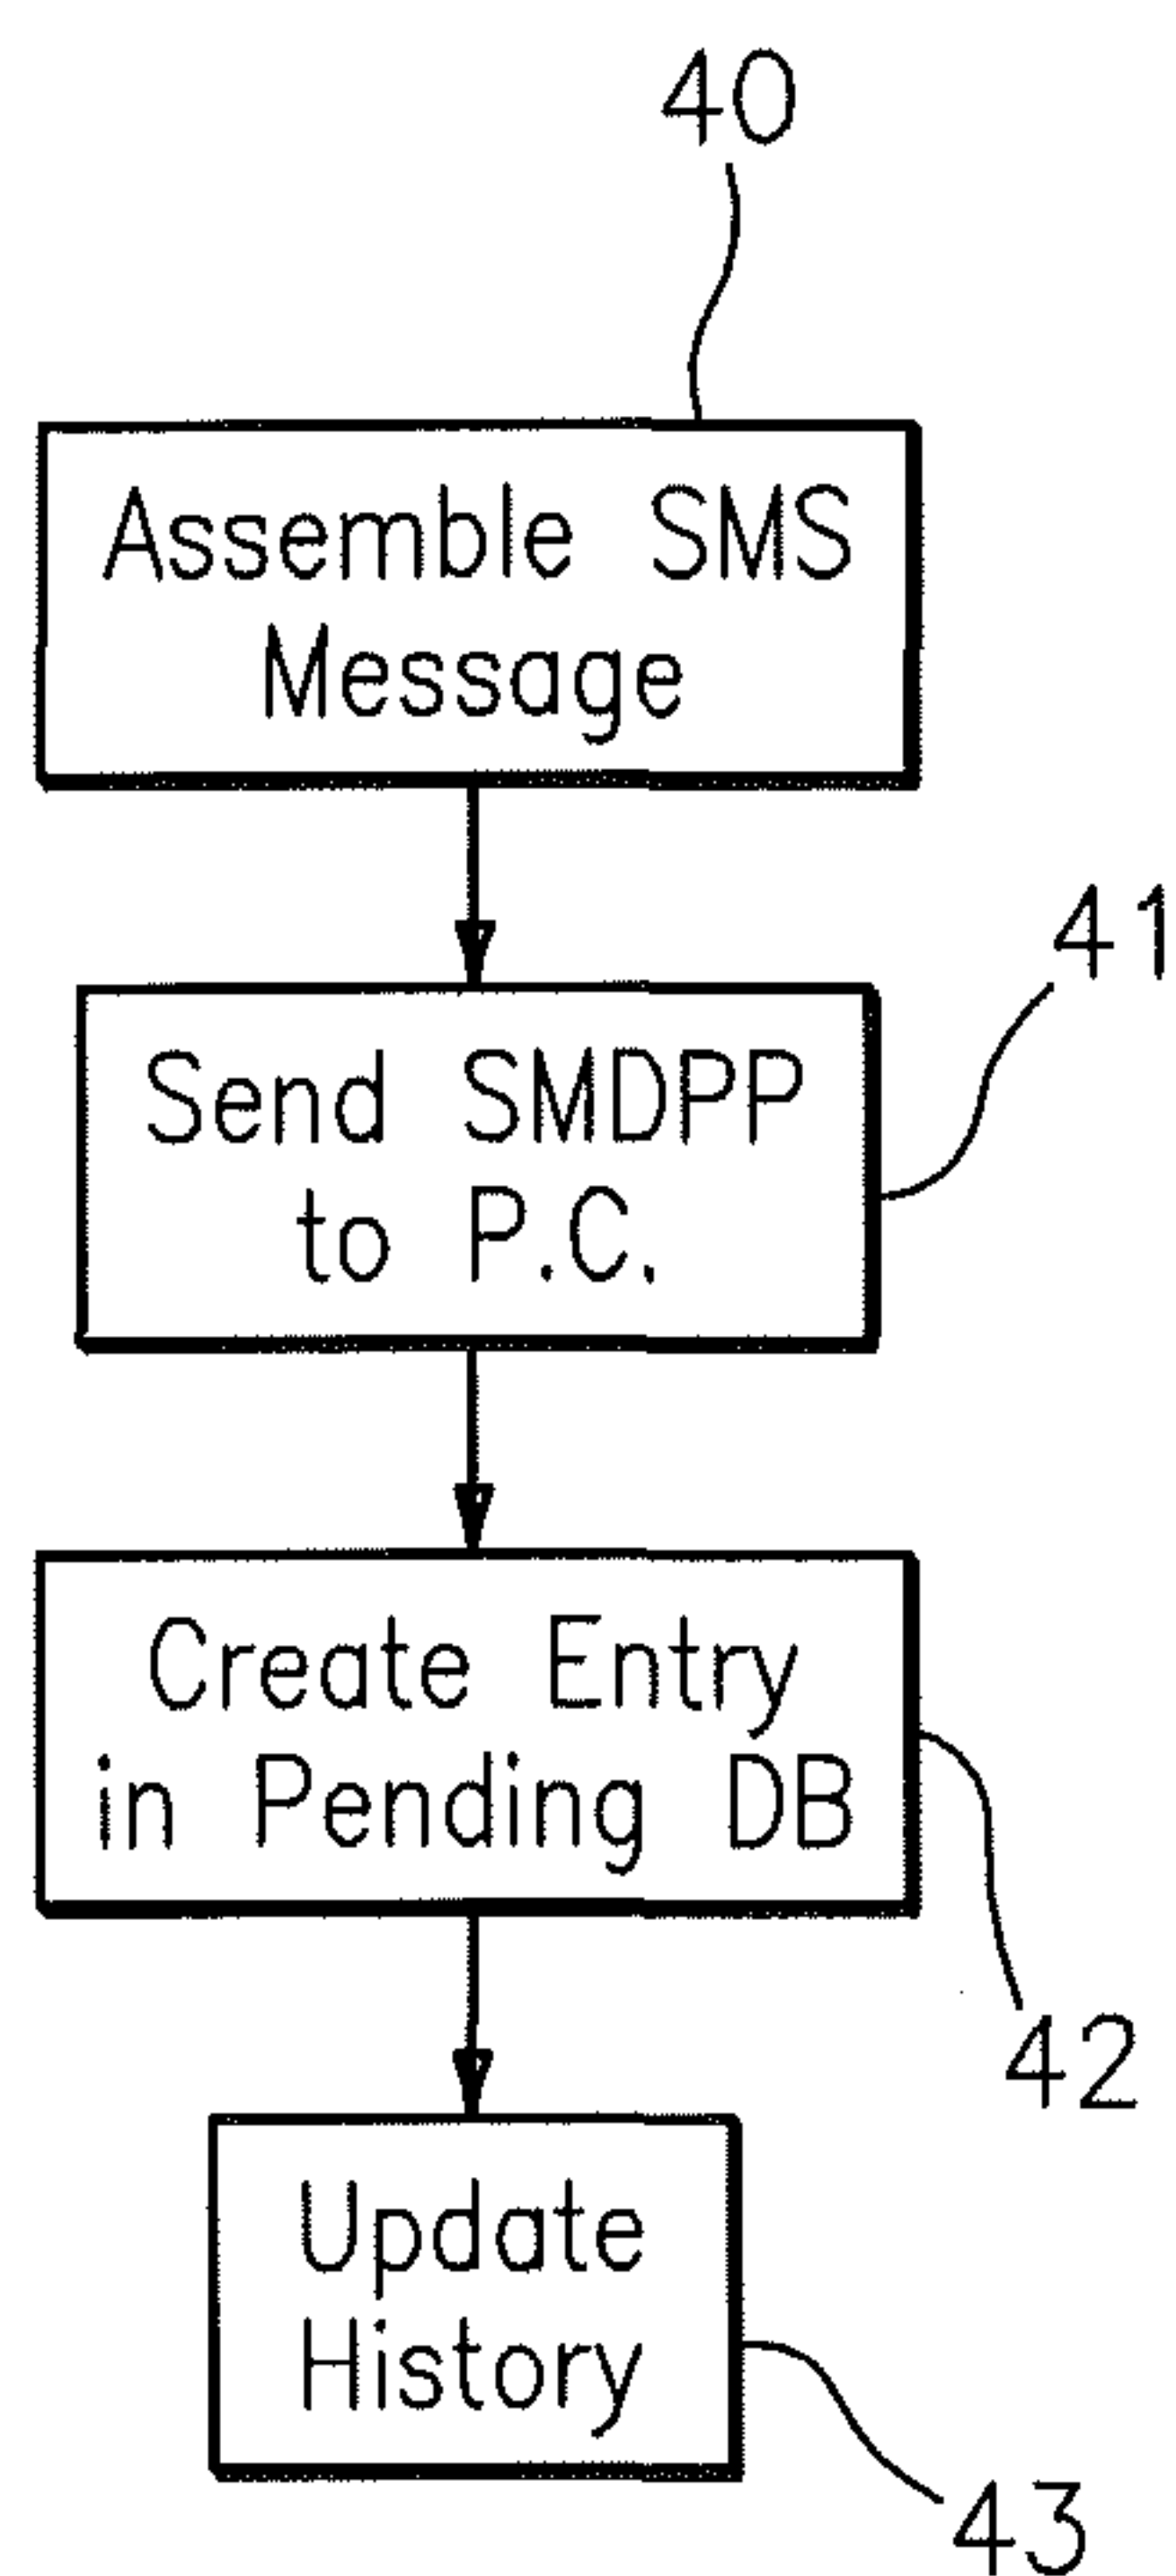 40
Assemble SMS
Message
41
Send SMDPP
to P.C.
Create Entry
in Pending DB
42
Update
History
43